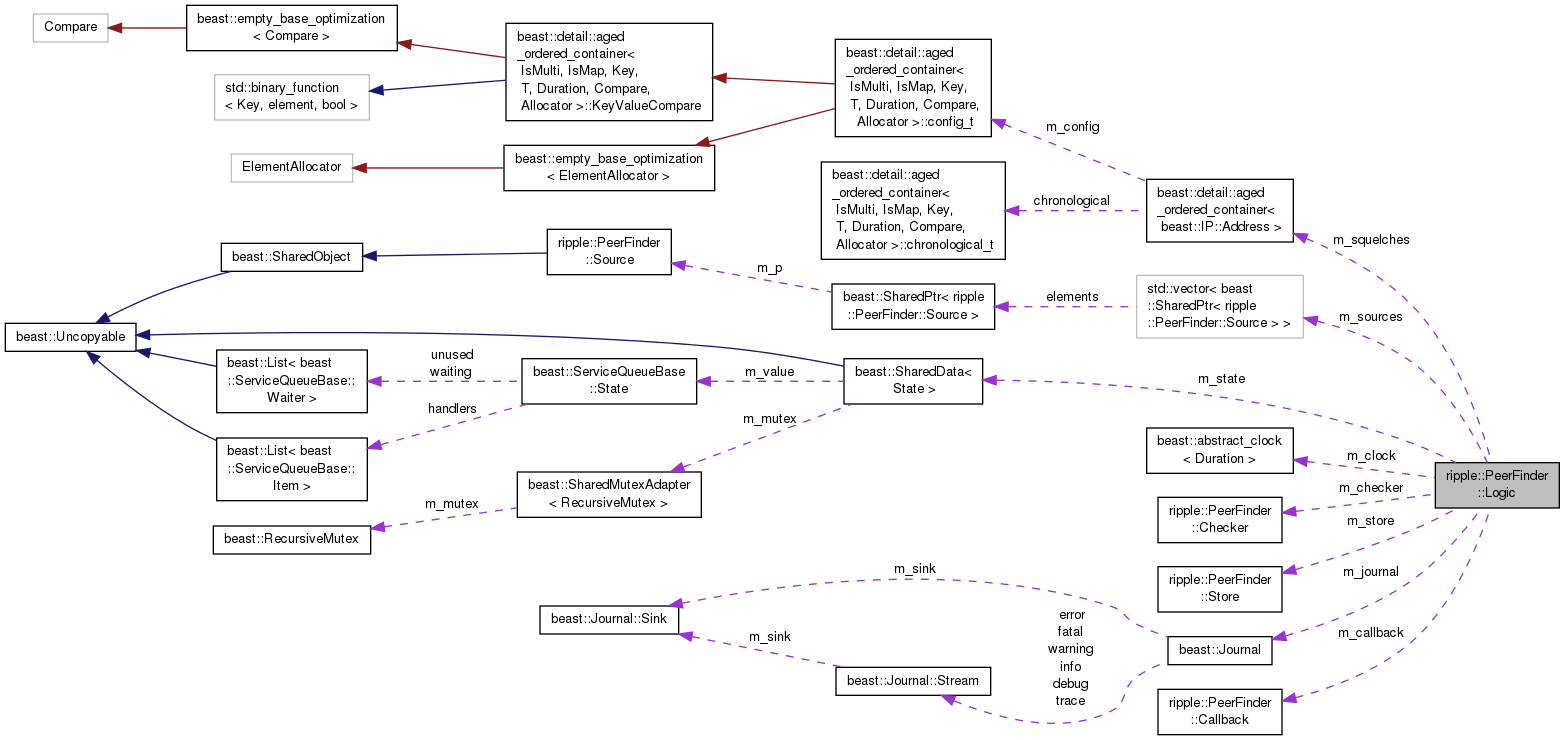 Compare
beast::empty_base_optimization
< Compare >
std::binary_function
< Key, element, bool >
ElementAllocator
beast::detail::aged
_ordered_container<
IsMulti, IsMap, Key,
T, Duration, Compare,
Allocator >::KeyValueCompare
beast::empty_base_optimization
< ElementAllocator >
beast::detail::aged
_ordered_container<
IsMulti, IsMap, Key,
T, Duration, Compare,
Allocator >::config_t
beast::detail::aged
_ordered_container<
IsMulti, IsMap, Key,
T, Duration, Compare,
Allocator >::chronological_t
m_config
chronological
beast::detail::aged
_ordered_container<
beast::IP::Address >
m_squelches
beast::SharedObject
ripple::PeerFinder
::Source
m_p
beast::SharedPtr< ripple
::PeerFinder::Source >
elements
std::vector< beast
::SharedPtr< ripple
::PeerFinder::Source > >
m_sources
beast::Uncopyable
beast::List< beast
::ServiceQueueBase::
Waiter >
unused
waiting
beast::ServiceQueueBase
::State
m_value
beast::SharedData<
State >
m_state
handlers
beast::List< beast
::ServiceQueueBase::
Item >
m_mutex
beast::SharedMutexAdapter
< RecursiveMutex >
m_mutex
beast::RecursiveMutex
beast::abstract_clock
< Duration >
m_clock
ripple::PeerFinder
::Logic
m_checker
ripple::PeerFinder
::Checker
m_store
ripple::PeerFinder
::Store
m_journal
m_sink
beast::Journal::Sink
m_sink
error
fatal
warning
info
debug
trace
beast::Journal
m_callback
beast::Journal::Stream
ripple::PeerFinder
::Callback